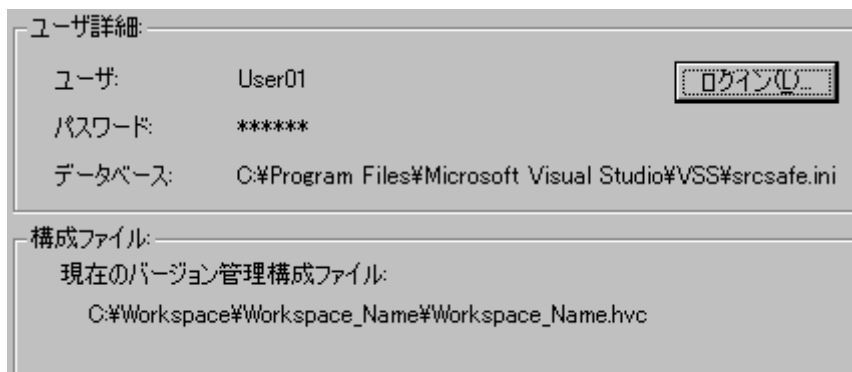 ユーザ詳細:
ユーザ: User01 ログイン(L)...
パスワード: ******
データベース: C:¥Program Files¥Microsoft Visual Studio¥VSS¥srcsafe.ini
構成ファイル:
現在のバージョン管理構成ファイル:
C:¥Workspace¥Workspace_Name¥Workspace_Name.hvc